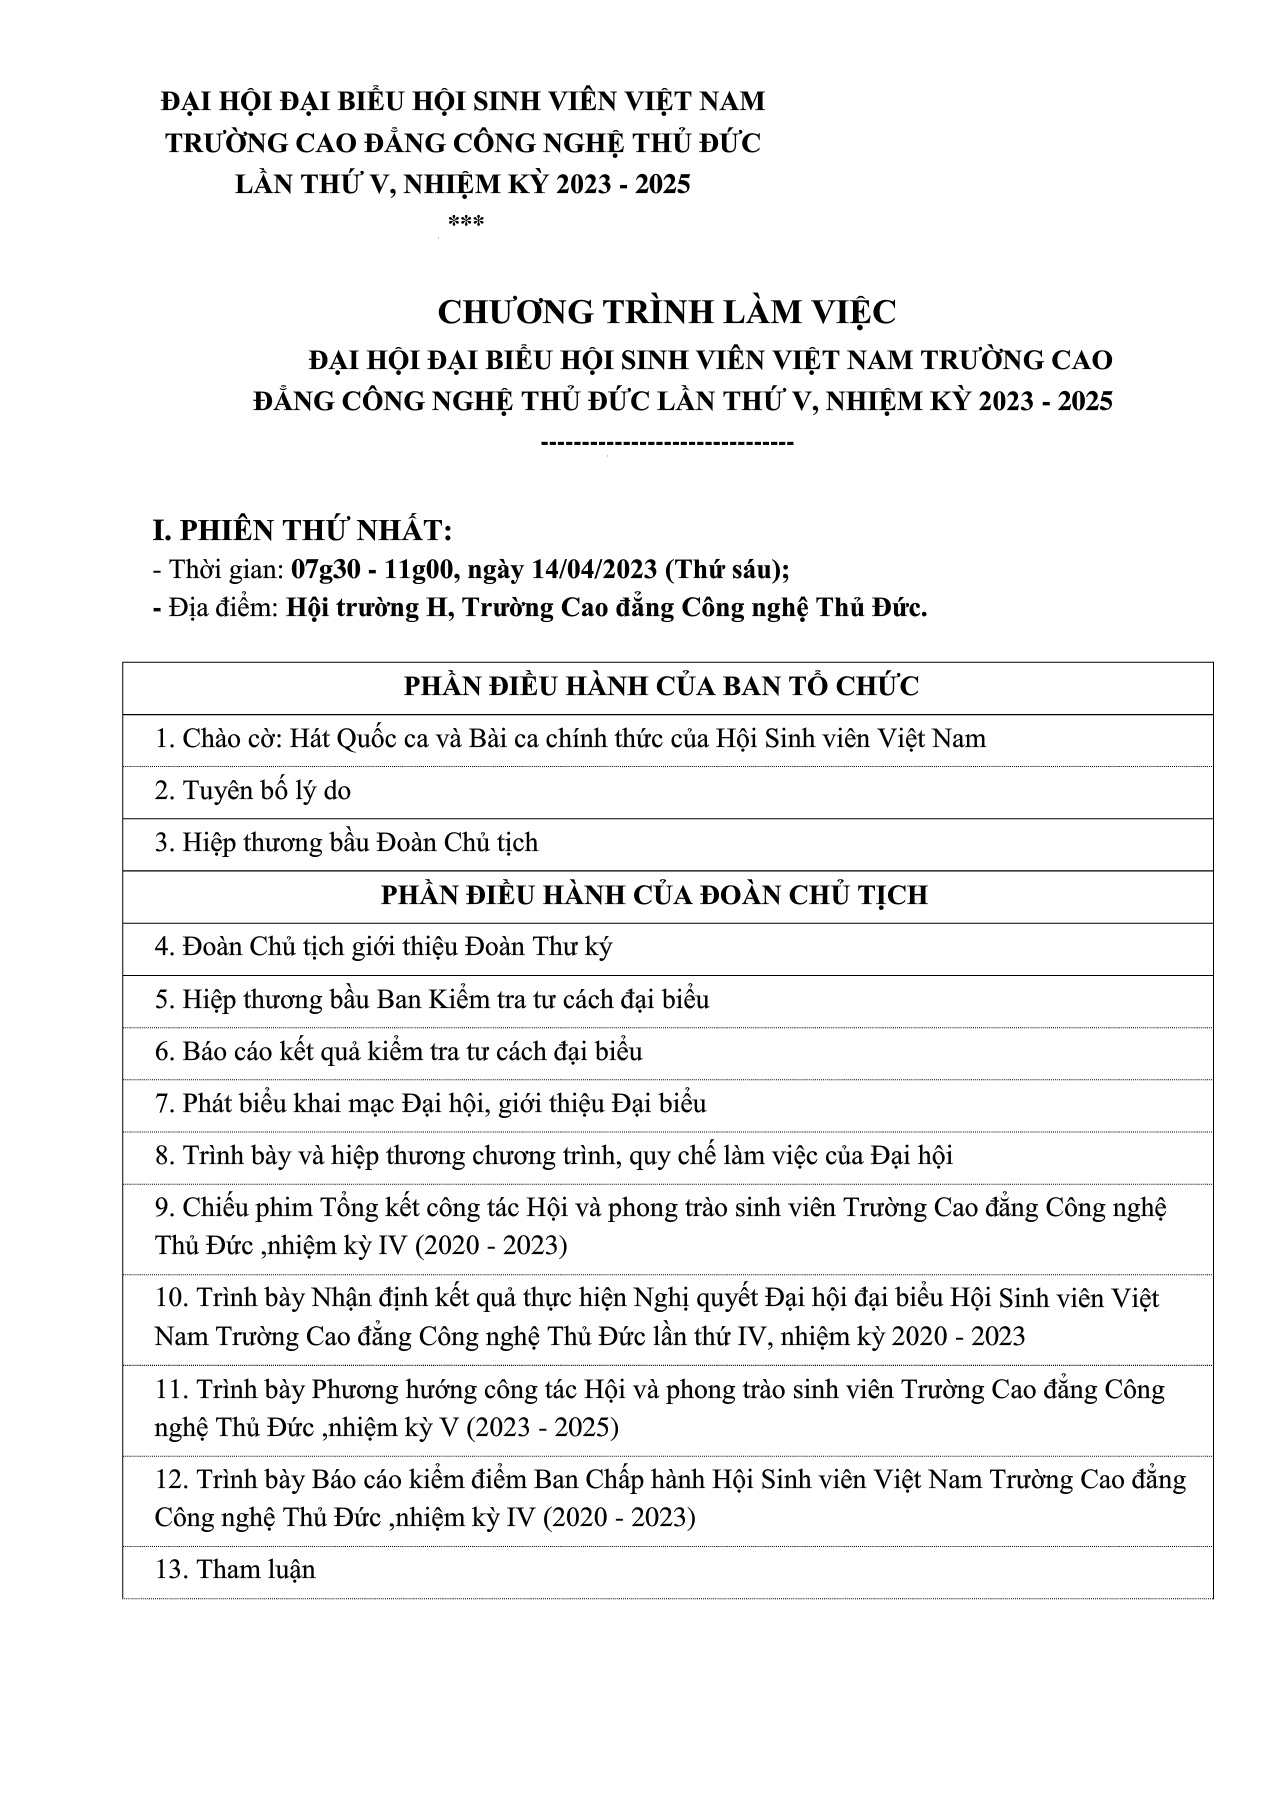 ĐẠI HỘI ĐẠI BIỂU HỘI SINH VIÊN VIỆT NAM
TRƯỜNG CAO ĐẲNG CÔNG NGHỆ THỦ ĐỨC
LẦN THỨ V, NHIỆM KỲ 2023 - 2025
***
CHƯƠNG TRÌNH LÀM VIỆC
ĐẠI HỘI ĐẠI BIỂU HỘI SINH VIÊN VIỆT NAM TRƯỜNG CAO
ĐẲNG CÔNG NGHỆ THỦ ĐỨC LẦN THỨ V, NHIỆM KỲ 2023 - 2025
-------------------------------
I. PHIÊN THỨ NHẤT:
- Thời gian: 07g30 - 11g00, ngày 14/04/2023 (Thứ sáu);
- Địa điểm: Hội trường H, Trường Cao đẳng Công nghệ Thủ Đức.
PHẦN ĐIỀU HÀNH CỦA BAN TỔ CHỨC
1. Chào cờ: Hát Quốc ca và Bài ca chính thức của Hội Sinh viên Việt Nam
2. Tuyên bố lý do
3. Hiệp thương bầu Đoàn Chủ tịch
PHẦN ĐIỀU HÀNH CỦA ĐOÀN CHỦ TỊCH
4. Đoàn Chủ tịch giới thiệu Đoàn Thư ký
5. Hiệp thương bầu Ban Kiểm tra tư cách đại biểu
6. Báo cáo kết quả kiểm tra tư cách đại biểu
7. Phát biểu khai mạc Đại hội, giới thiệu Đại biểu
8. Trình bày và hiệp thương chương trình, quy chế làm việc của Đại hội
9. Chiếu phim Tổng kết công tác Hội và phong trào sinh viên Trường Cao đẳng Công nghệ
Thủ Đức ,nhiệm kỳ IV (2020 - 2023)
10. Trình bày Nhận định kết quả thực hiện Nghị quyết Đại hội đại biểu Hội Sinh viên Việt
Nam Trường Cao đẳng Công nghệ Thủ Đức lần thứ IV, nhiệm kỳ 2020 - 2023
11. Trình bày Phương hướng công tác Hội và phong trào sinh viên Trường Cao đẳng Công
nghệ Thủ Đức ,nhiệm kỳ V (2023 - 2025)
12. Trình bày Báo cáo kiểm điểm Ban Chấp hành Hội Sinh viên Việt Nam Trường Cao đẳng
Công nghệ Thủ Đức ,nhiệm kỳ IV (2020 - 2023)
13. Tham luận